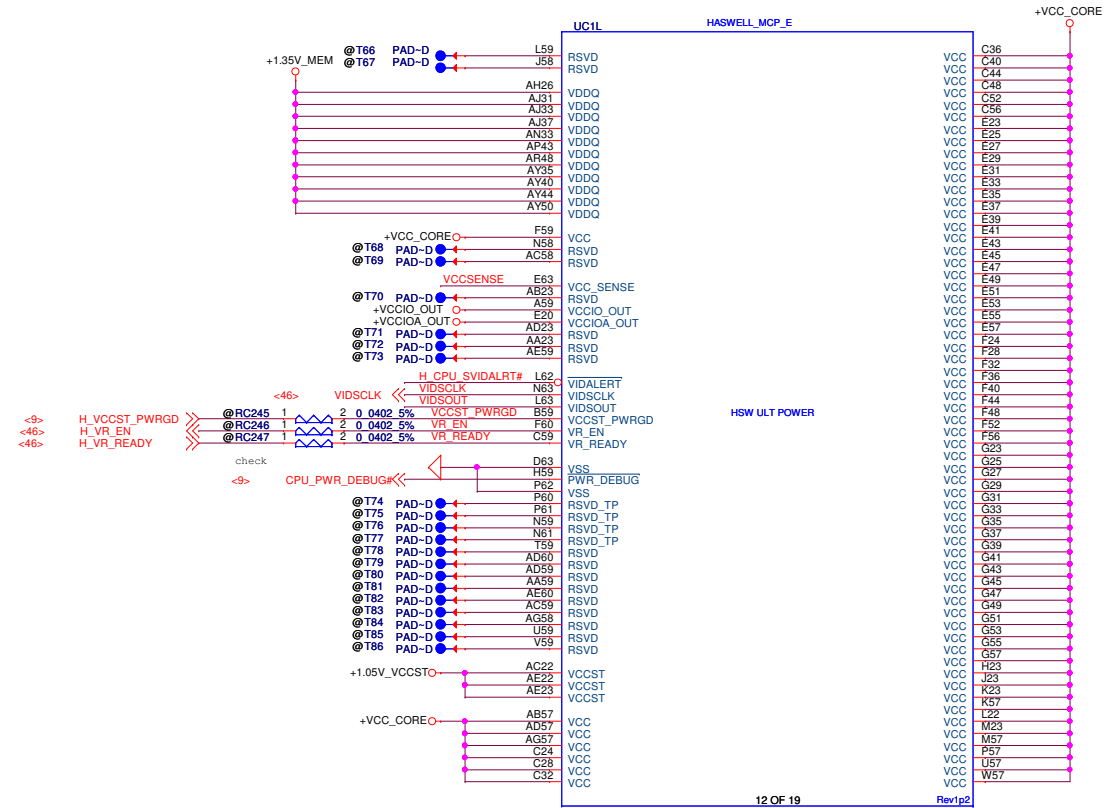 +VCC_CORE
UC1L HASWELL_MCP_E
@T66 PAD~D L59 RSVD
@T67 PAD~D J58 RSVD
+1.35V_MEM
AH26 VDDQ
AJ31 VDDQ
AJ33 VDDQ
AJ37 VDDQ
AN33 VDDQ
AP43 VDDQ
AR48 VDDQ
AY35 VDDQ
AY40 VDDQ
AY44 VDDQ
AY50 VDDQ
+VCC_CORE F59 VCC
@T68 PAD~D N58 RSVD
@T69 PAD~D AC58 RSVD
VCCSENSE E63 VCC_SENSE
@T70 PAD~D AB23 RSVD
+VCCIO_OUT A59 VCCIO_OUT
+VCCIOA_OUT E20 VCCIOA_OUT
@T71 PAD~D AD23 RSVD
@T72 PAD~D AA23 RSVD
@T73 PAD~D AE59 RSVD
H_CPU_SVIDALRT# L62 VIDALERT
<46> VIDSCLK VIDSCLK N63 VIDSCLK
VIDSOUT L63 VIDSOUT
<9> H_VCCST_PWRGD @RC245 1 2 0_0402_5% VCCST_PWRGD B59 VCCST_PWRGD
<46> H_VR_EN @RC246 1 2 0_0402_5% VR_EN F60 VR_EN
<46> H_VR_READY @RC247 1 2 0_0402_5% VR_READY C59 VR_READY
check
D63 VSS
<9> CPU_PWR_DEBUG# H59 PWR_DEBUG
P62 VSS
@T74 PAD~D P60 RSVD_TP
@T75 PAD~D P61 RSVD_TP
@T76 PAD~D N59 RSVD_TP
@T77 PAD~D N61 RSVD_TP
@T78 PAD~D T59 RSVD
@T79 PAD~D AD60 RSVD
@T80 PAD~D AD59 RSVD
@T81 PAD~D AA59 RSVD
@T82 PAD~D AE60 RSVD
@T83 PAD~D AC59 RSVD
@T84 PAD~D AG58 RSVD
@T85 PAD~D U59 RSVD
@T86 PAD~D V59 RSVD
+1.05V_VCCST AC22 VCCST
AE22 VCCST
AE23 VCCST
+VCC_CORE AB57 VCC
AD57 VCC
AG57 VCC
C24 VCC
C28 VCC
C32 VCC
HSW ULT POWER
VCC C36
VCC C40
VCC C44
VCC C48
VCC C52
VCC C56
VCC E23
VCC E25
VCC E27
VCC E29
VCC E31
VCC E33
VCC E35
VCC E37
VCC E39
VCC E41
VCC E43
VCC E45
VCC E47
VCC E49
VCC E51
VCC E53
VCC E55
VCC E57
VCC F24
VCC F28
VCC F32
VCC F36
VCC F40
VCC F44
VCC F48
VCC F52
VCC F56
VCC G23
VCC G25
VCC G27
VCC G29
VCC G31
VCC G33
VCC G35
VCC G37
VCC G39
VCC G41
VCC G43
VCC G45
VCC G47
VCC G49
VCC G51
VCC G53
VCC G55
VCC G57
VCC H23
VCC J23
VCC K23
VCC K57
VCC L22
VCC M23
VCC M57
VCC P57
VCC U57
VCC W57
12 OF 19
Rev1p2